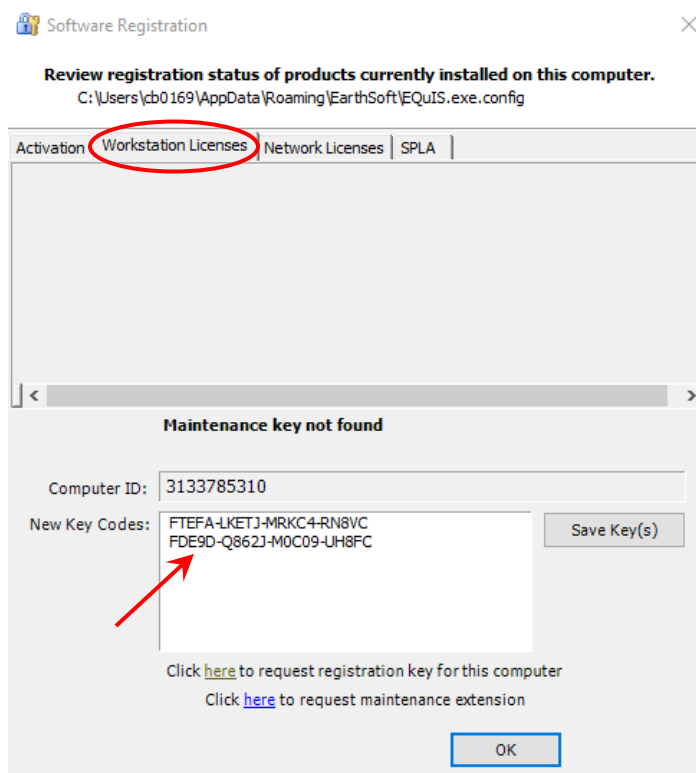 Software Registration
Review registration status of products currently installed on this computer.
C:\Users\cb0169\AppData\Roaming\EarthSoft\EQuIS.exe.config
Activation Workstation Licenses Network Licenses SPLA
Maintenance key not found
Computer ID: 3133785310
New Key Codes: FTEFA-LKETJ-MRKC4-RN8VC Save Key(s)
FDE9D-Q862J-M0C09-UH8FC
Click here to request registration key for this computer
Click here to request maintenance extension
OK